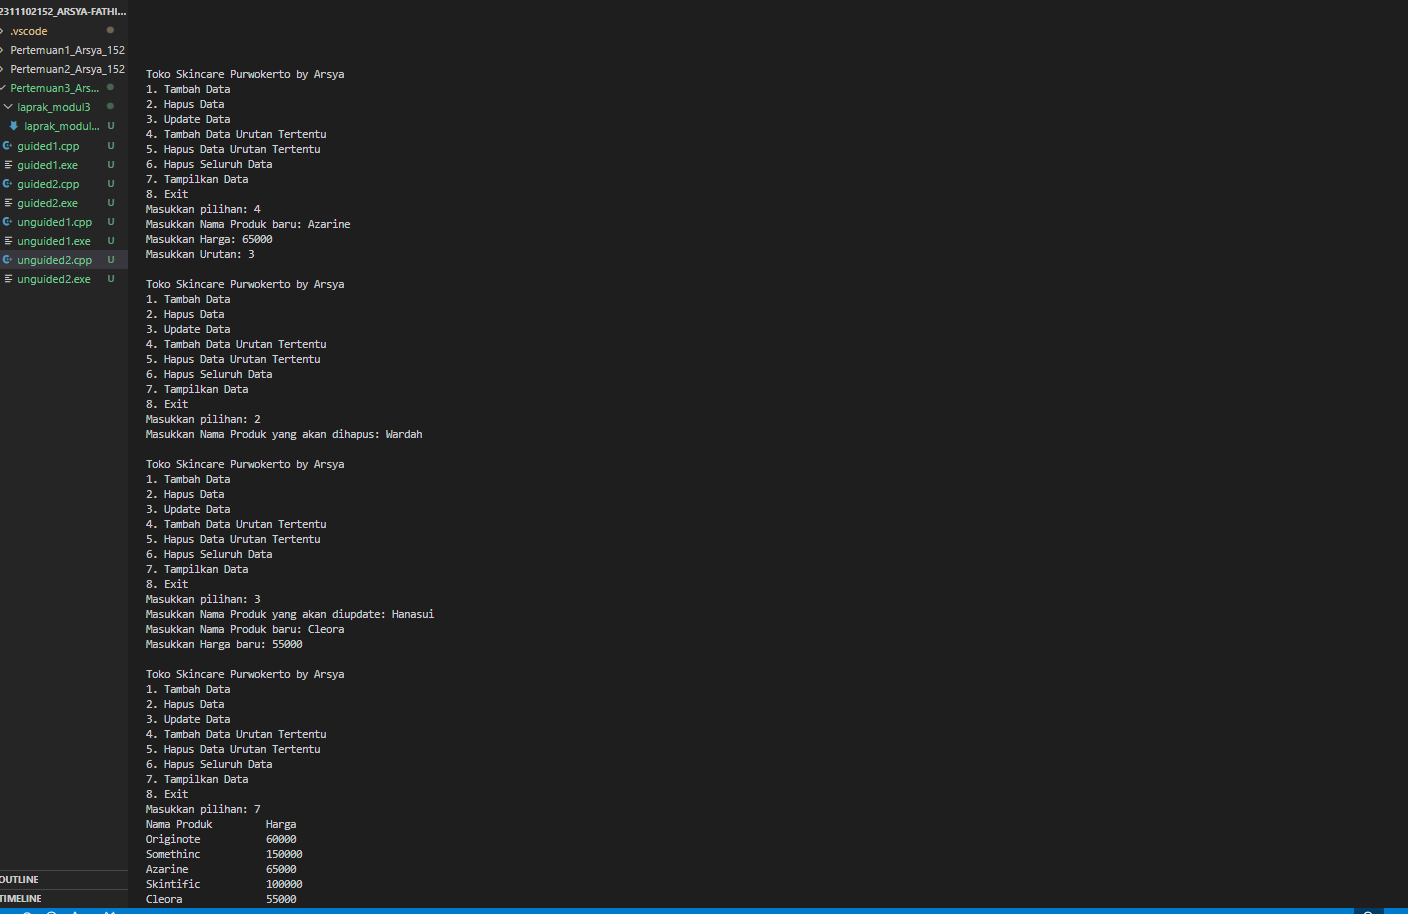 2311102152_ARSYA-FATHI...
.vscode
Pertemuan1_Arsya_152
Pertemuan2_Arsya_152
Pertemuan3_Ars...
laprak_modul3
laprak_modul... U
guided1.cpp U
guided1.exe U
guided2.cpp U
guided2.exe U
unguided1.cpp U
unguided1.exe U
unguided2.cpp U
unguided2.exe U
OUTLINE
TIMELINE
Toko Skincare Purwokerto by Arsya
1. Tambah Data
2. Hapus Data
3. Update Data
4. Tambah Data Urutan Tertentu
5. Hapus Data Urutan Tertentu
6. Hapus Seluruh Data
7. Tampilkan Data
8. Exit
Masukkan pilihan: 4
Masukkan Nama Produk baru: Azarine
Masukkan Harga: 65000
Masukkan Urutan: 3
Toko Skincare Purwokerto by Arsya
1. Tambah Data
2. Hapus Data
3. Update Data
4. Tambah Data Urutan Tertentu
5. Hapus Data Urutan Tertentu
6. Hapus Seluruh Data
7. Tampilkan Data
8. Exit
Masukkan pilihan: 2
Masukkan Nama Produk yang akan dihapus: Wardah
Toko Skincare Purwokerto by Arsya
1. Tambah Data
2. Hapus Data
3. Update Data
4. Tambah Data Urutan Tertentu
5. Hapus Data Urutan Tertentu
6. Hapus Seluruh Data
7. Tampilkan Data
8. Exit
Masukkan pilihan: 3
Masukkan Nama Produk yang akan diupdate: Hanasui
Masukkan Nama Produk baru: Cleora
Masukkan Harga baru: 55000
Toko Skincare Purwokerto by Arsya
1. Tambah Data
2. Hapus Data
3. Update Data
4. Tambah Data Urutan Tertentu
5. Hapus Data Urutan Tertentu
6. Hapus Seluruh Data
7. Tampilkan Data
8. Exit
Masukkan pilihan: 7
Nama Produk Harga
Originote 60000
Somethinc 150000
Azarine 65000
Skintific 100000
Cleora 55000